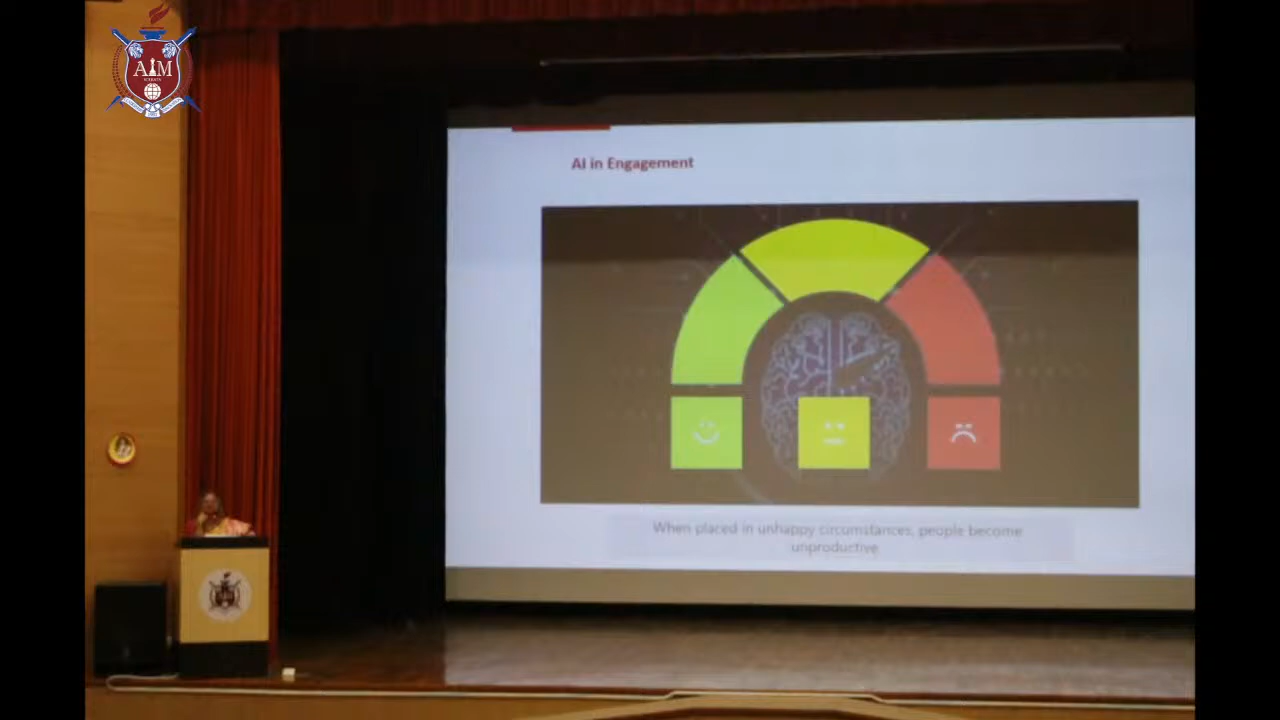 AIM
AI in Engagement
When placed in unhappy circumstances, people become
unproductive